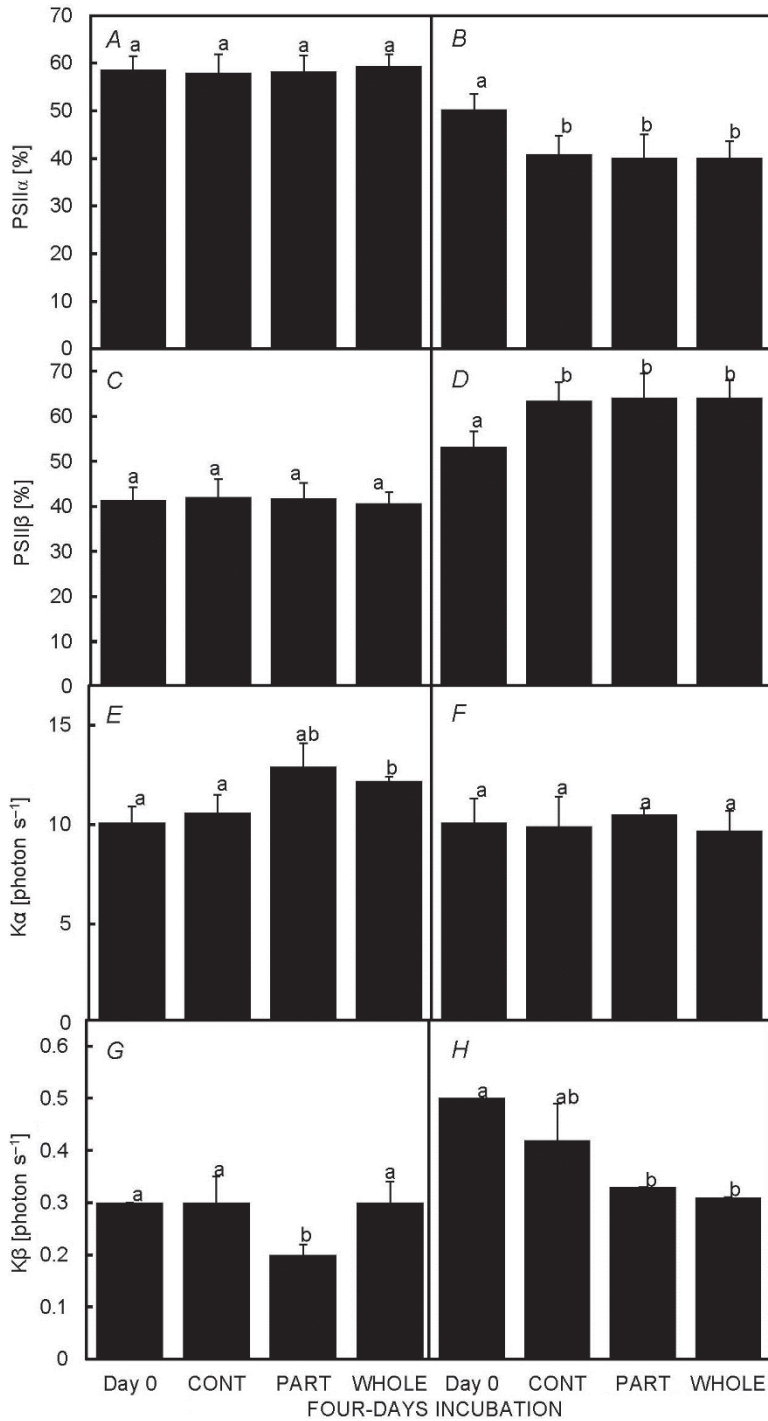 70
A
a
a
a
a
B
60
a
50
b
b
b
40
30
20
10
0
PSIIα [%]
70
C
D
b
b
b
60
a
50
a
a
a
a
40
30
20
10
0
PSIIβ [%]
15
E
ab
F
a
a
b
a
a
a
a
10
5
0
Kα [photon s⁻¹]
0.6
G
H
0.5
a
ab
0.4
a
a
a
b
b
0.3
b
0.2
0.1
0
Kβ [photon s⁻¹]
Day 0 CONT PART WHOLE Day 0 CONT PART WHOLE
FOUR-DAYS INCUBATION